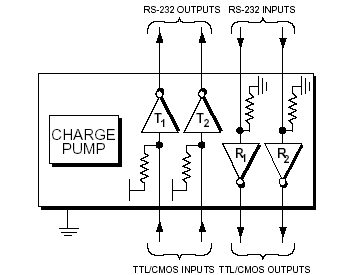 RS-232 OUTPUTS RS-232 INPUTS
CHARGE
PUMP
T1 T2
R1 R2
TTL/CMOS INPUTS TTL/CMOS OUTPUTS